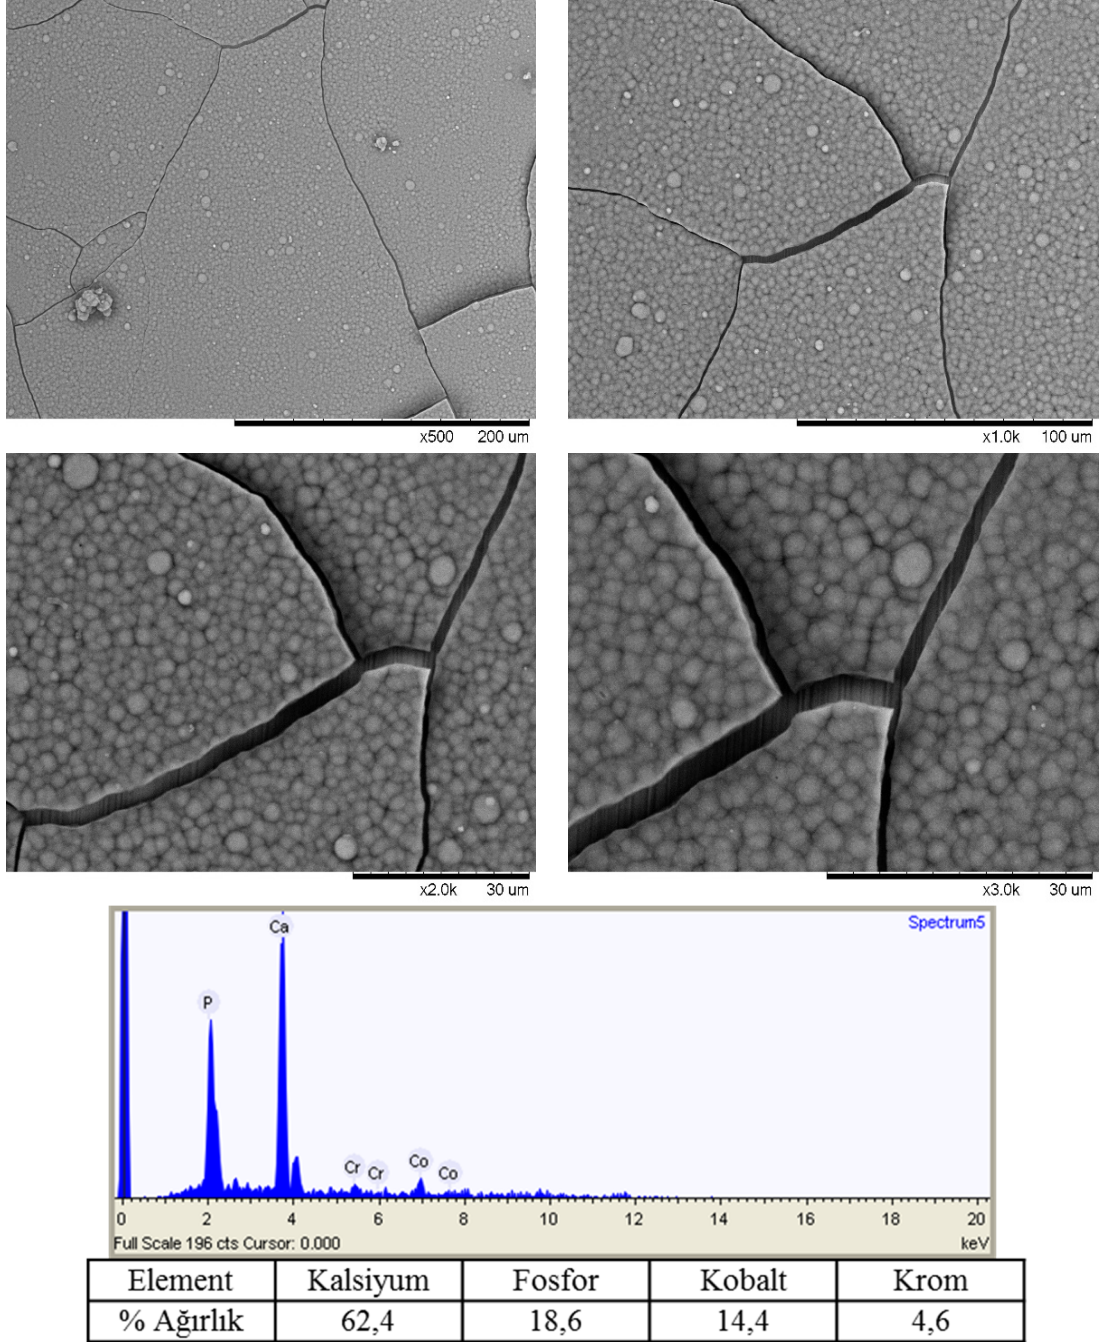 x500 200 um
x1.0k 100 um
x2.0k 30 um
x3.0k 30 um
Spectrum5
Ca
P
Cr Cr Co Co
0 2 4 6 8 10 12 14 16 18 20
Full Scale 196 cts Cursor: 0.000 keV
Element Kalsiyum Fosfor Kobalt Krom
% Ağırlık 62,4 18,6 14,4 4,6